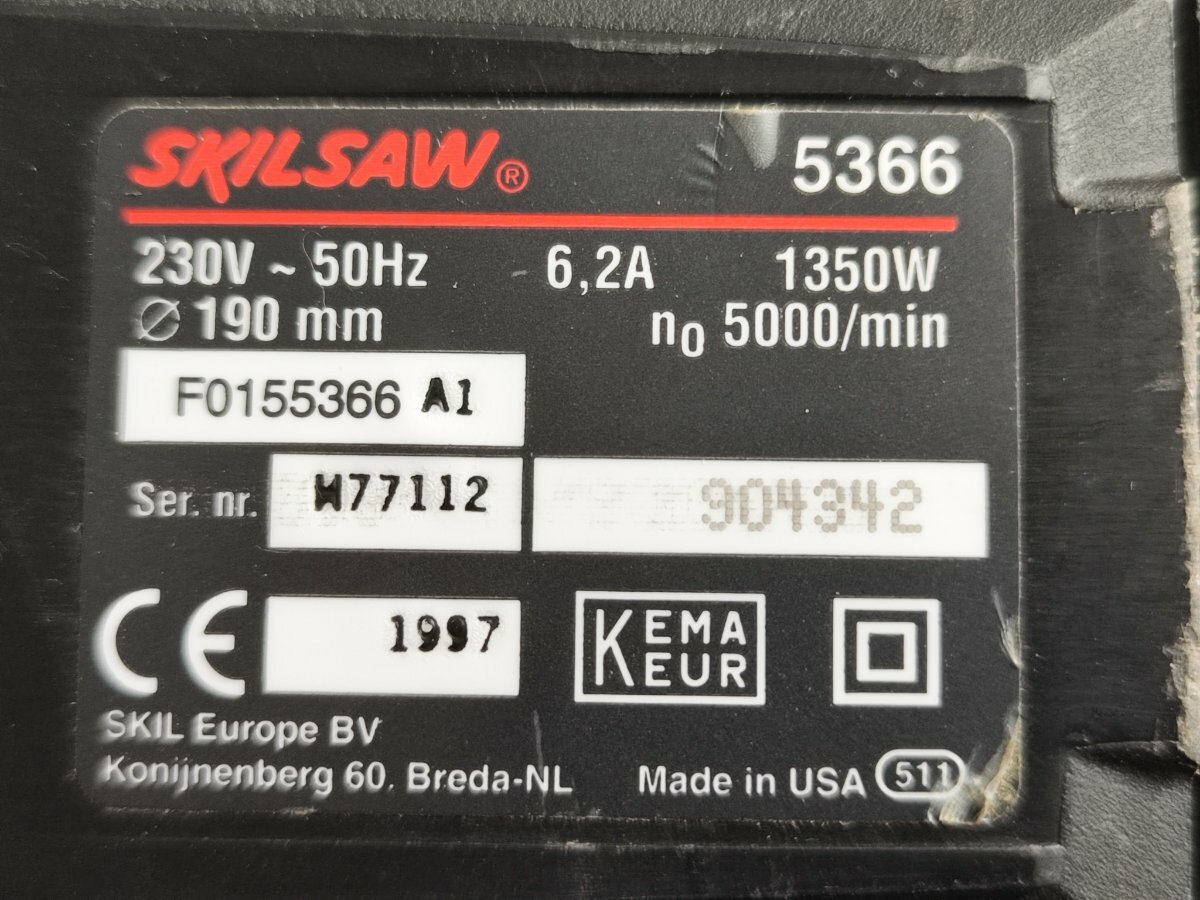 SKILSAW® 5366
230V ~ 50Hz 6,2A 1350W
Ø 190 mm n0 5000/min
F0155366 A1
Ser. nr. W77112 904342
CE 1997 KEMA EUR
SKIL Europe BV
Konijnenberg 60. Breda-NL Made in USA 511